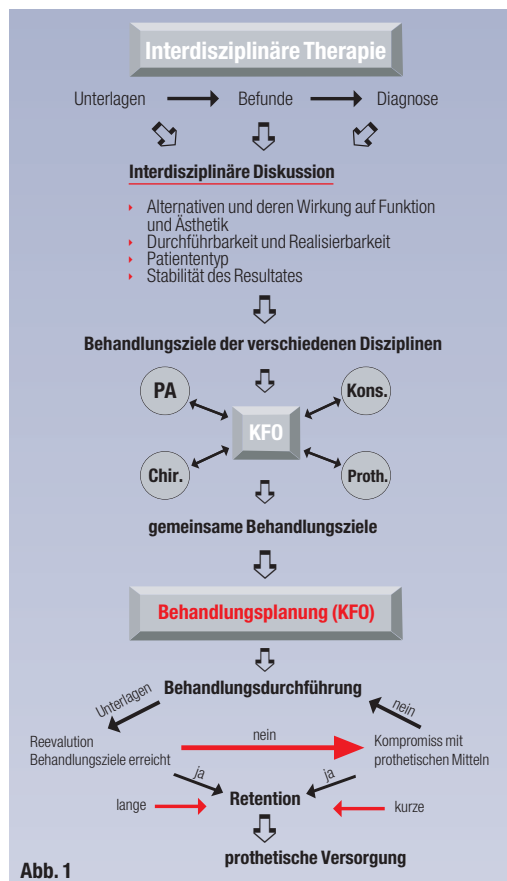 Interdisziplinäre Therapie
Unterlagen Befunde Diagnose
Interdisziplinäre Diskussion
Alternativen und deren Wirkung auf Funktion
und Ästhetik
Durchführbarkeit und Realisierbarkeit
Patiententyp
Stabilität des Resultates
Behandlungsziele der verschiedenen Disziplinen
PA
Kons.
KFO
Chir.
Proth.
gemeinsame Behandlungsziele
Behandlungsplanung (KFO)
Behandlungsdurchführung
Unterlagen
nein
Reevalution
Behandlungsziele erreicht
nein
Kompromiss mit
prothetischen Mitteln
ja
ja
lange
Retention
kurze
prothetische Versorgung
Abb. 1